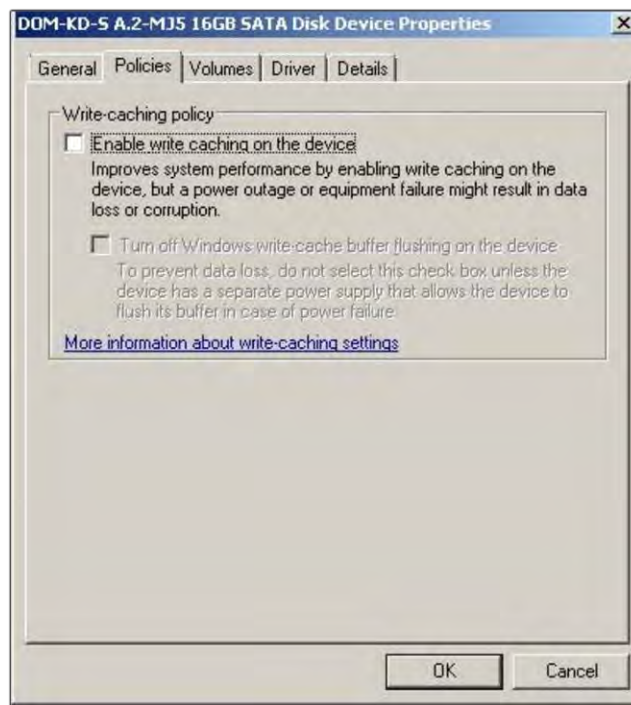 DOM-KD-S A.2-MJ5 16GB SATA Disk Device Properties
General Policies Volumes Driver Details
Write-caching policy
Enable write caching on the device
Improves system performance by enabling write caching on the
device, but a power outage or equipment failure might result in data
loss or corruption.
Turn off Windows write-cache buffer flushing on the device
To prevent data loss, do not select this check box unless the
device has a separate power supply that allows the device to
flush its buffer in case of power failure
More information about write-caching settings
OK Cancel